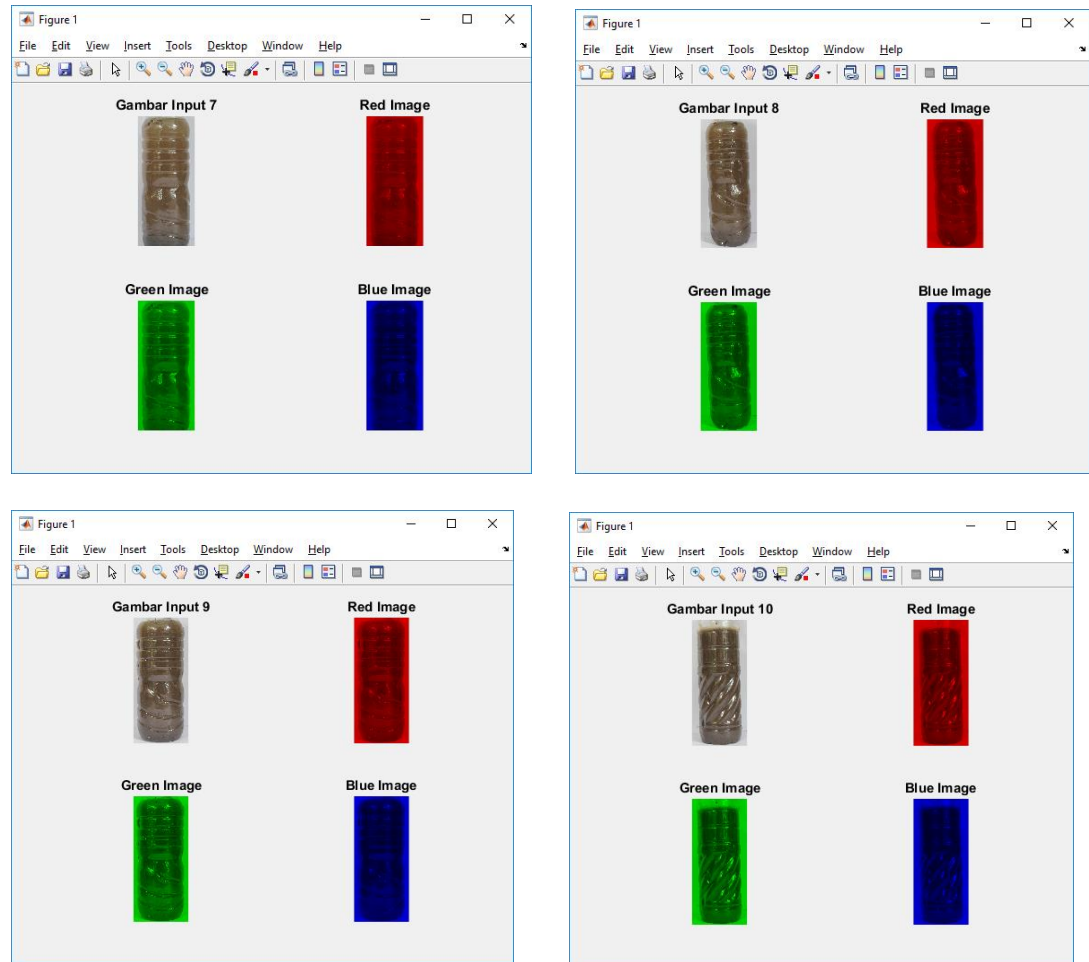 Figure 1
File Edit View Insert Tools Desktop Window Help
Gambar Input 7 Red Image
Green Image Blue Image
Figure 1
File Edit View Insert Tools Desktop Window Help
Gambar Input 8 Red Image
Green Image Blue Image
Figure 1
File Edit View Insert Tools Desktop Window Help
Gambar Input 9 Red Image
Green Image Blue Image
Figure 1
File Edit View Insert Tools Desktop Window Help
Gambar Input 10 Red Image
Green Image Blue Image